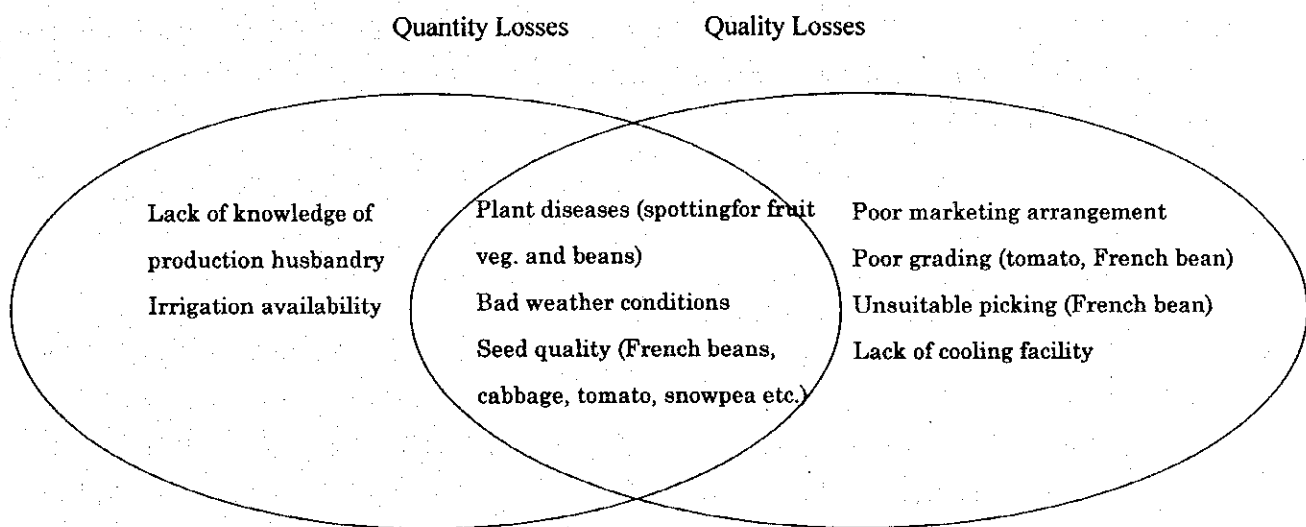 Quantity Losses
Quality Losses
Lack of knowledge of
production husbandry
Irrigation availability
Plant diseases (spottingfor fruit
veg. and beans)
Bad weather conditions
Seed quality (French beans,
cabbage, tomato, snowpea etc.)
Poor marketing arrangement
Poor grading (tomato, French bean)
Unsuitable picking (French bean)
Lack of cooling facility